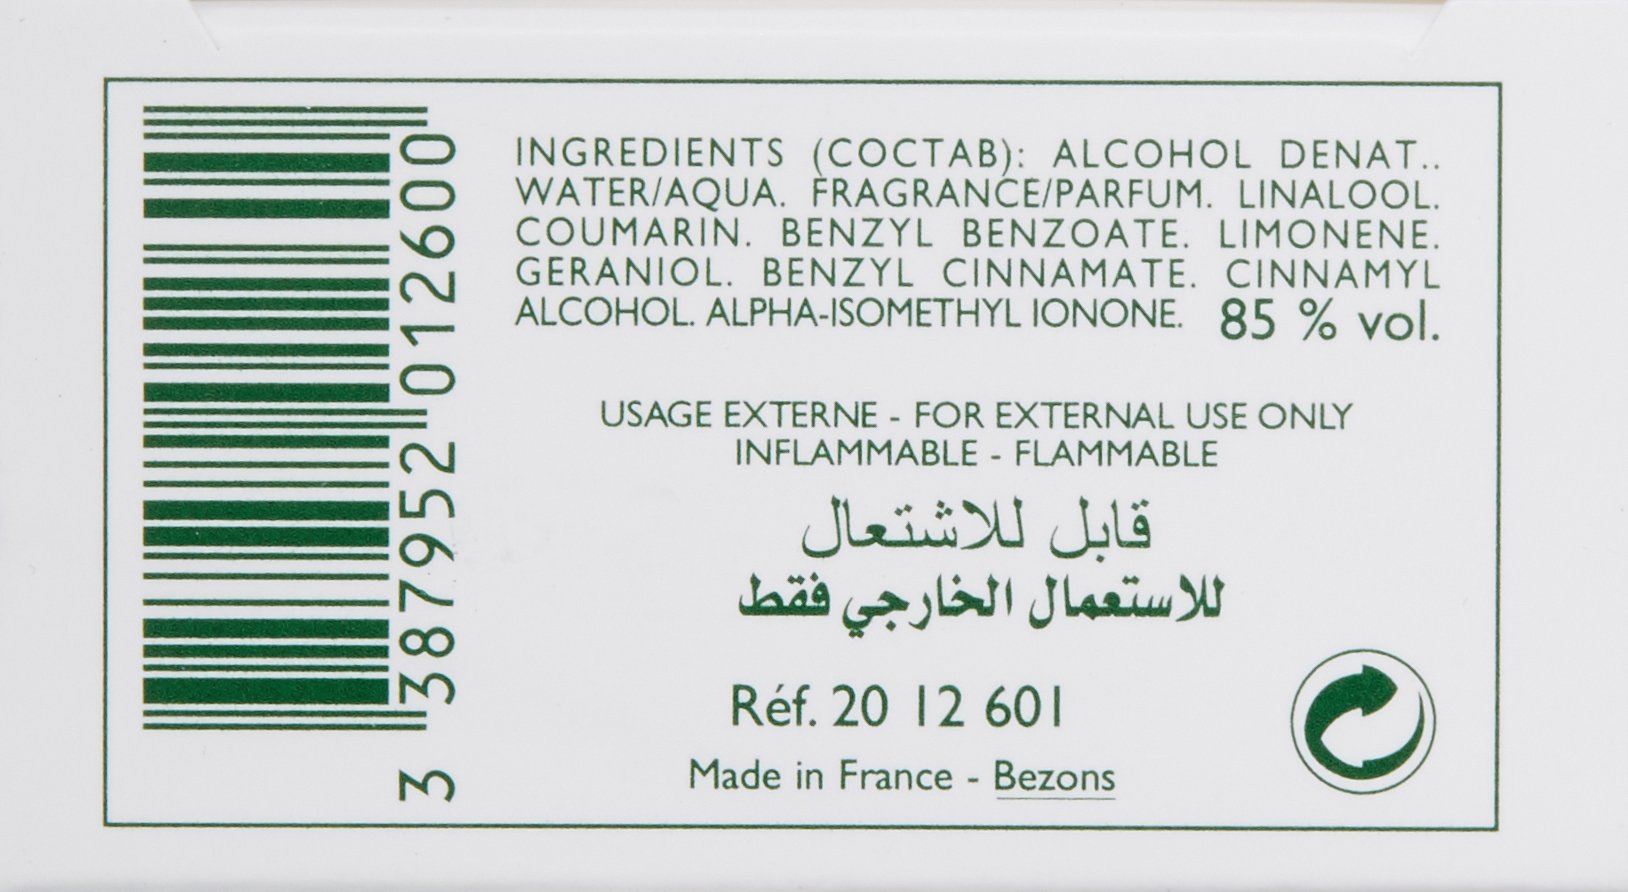 3 387952 012600
INGREDIENTS (COCTAB): ALCOHOL DENAT..
WATER/AQUA. FRAGRANCE/PARFUM. LINALOOL.
COUMARIN. BENZYL BENZOATE. LIMONENE.
GERANIOL. BENZYL CINNAMATE. CINNAMYL
ALCOHOL. ALPHA-ISOMETHYL IONONE. 85 % vol.
USAGE EXTERNE - FOR EXTERNAL USE ONLY
INFLAMMABLE - FLAMMABLE
قابل للاشتعال
للاستعمال الخارجي فقط
Réf. 20 12 601
Made in France - Bezons